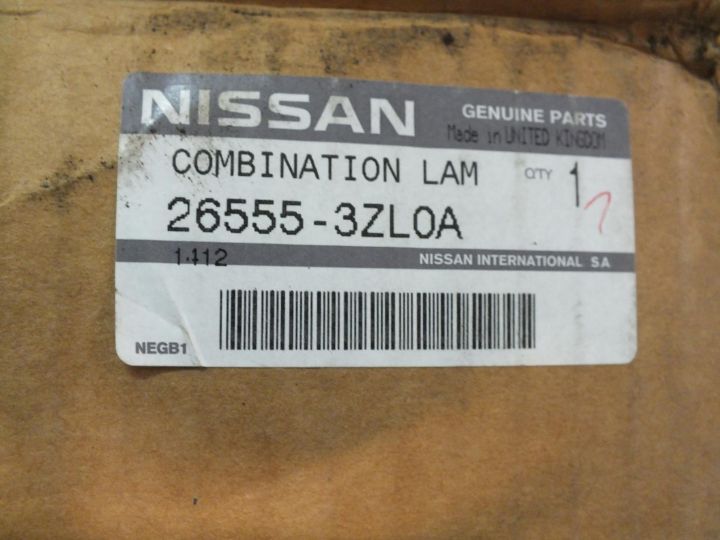 NISSAN
GENUINE PARTS
Made in UNITED KINGDOM
COMBINATION LAM
QTY 1
26555-3ZL0A
1412
NISSAN INTERNATIONAL SA
NEGB1